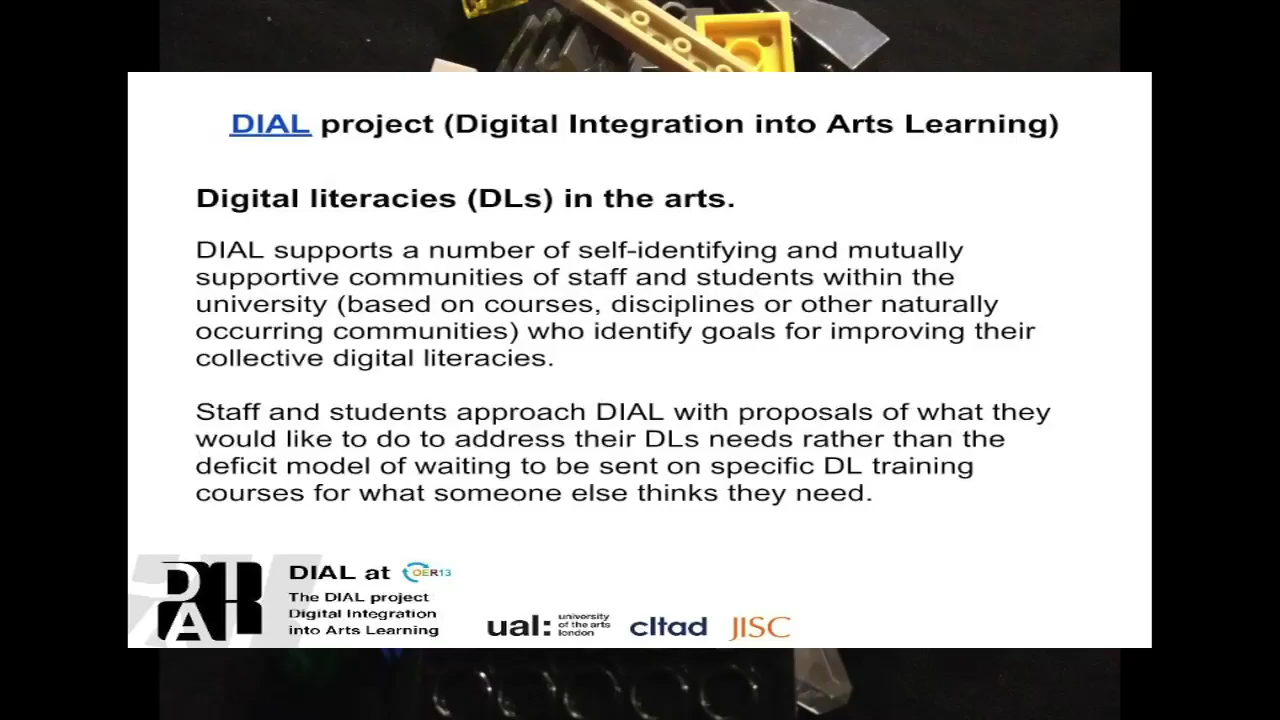 DIAL project (Digital Integration into Arts Learning)
Digital literacies (DLs) in the arts.
DIAL supports a number of self-identifying and mutually
supportive communities of staff and students within the
university (based on courses, disciplines or other naturally
occurring communities) who identify goals for improving their
collective digital literacies.
Staff and students approach DIAL with proposals of what they
would like to do to address their DLs needs rather than the
deficit model of waiting to be sent on specific DL training
courses for what someone else thinks they need.
DIAL
DIAL at OER13
The DIAL project
Digital Integration
into Arts Learning
ual: university
of the arts
london
cltad
JISC